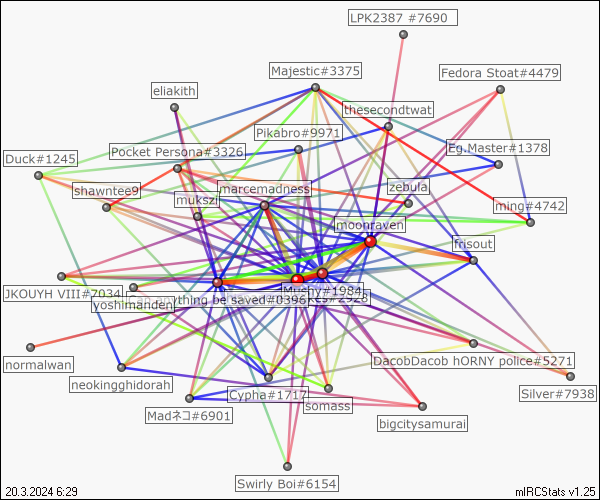 LPK2387 #7690
Majestic#3375
Fedora Stoat#4479
eliakith
thesecondtwat
Pikabro#9971
Eg.Master#1378
Pocket Persona#3326
Duck#1245
shawntee9
marcemadness
zebula
mukszi
ming#4742
moonraven
frisout
Mushy#1984
JKOUYH VIII#7034
ything be saved#0396
#2928
yoshimanden
DacobDacob hORNY police#5271
normalwan
neokingghidorah
Cypha#1717
somass
Silver#7938
Madネコ#6901
bigcitysamurai
Swirly Boi#6154
20.3.2024 6:29
mIRCStats v1.25